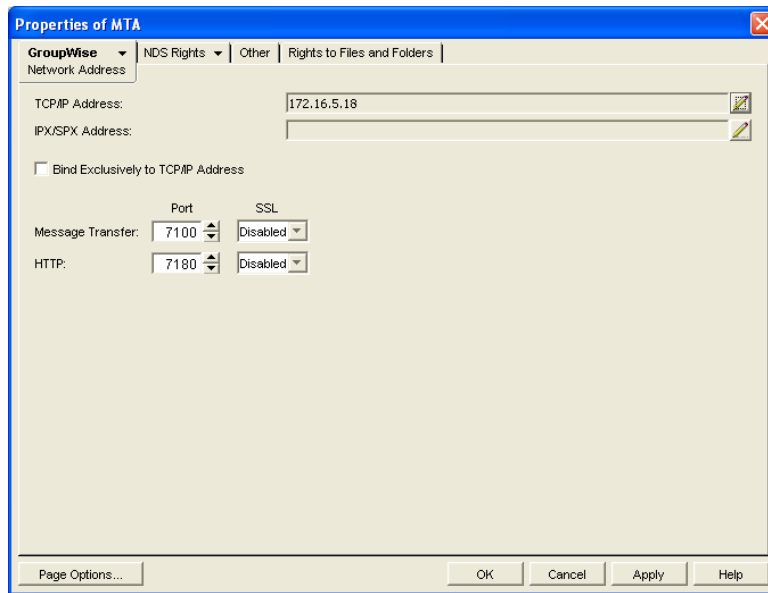 Properties of MTA
GroupWise NDS Rights Other Rights to Files and Folders
Network Address
TCP/IP Address: 172.16.5.18
IPX/SPX Address:
Bind Exclusively to TCP/IP Address
Port SSL
Message Transfer: 7100 Disabled
HTTP: 7180 Disabled
Page Options... OK Cancel Apply Help